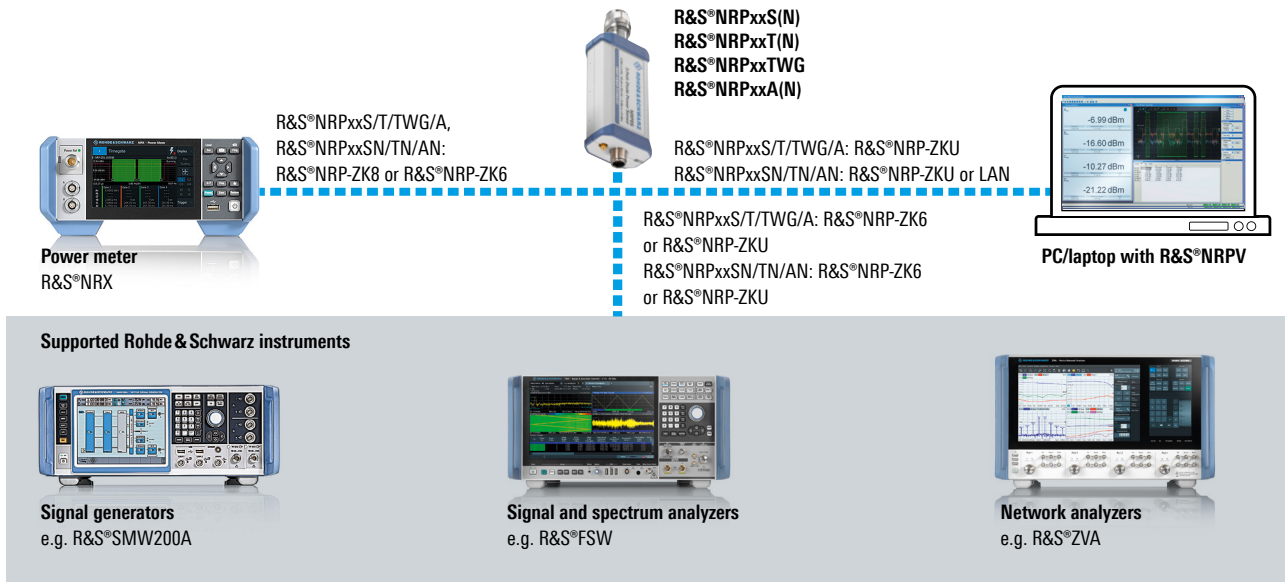 R&S®NRPxxS(N)
R&S®NRPxxT(N)
R&S®NRPxxTWG
R&S®NRPxxA(N)
R&S®NRPxxS/T/TWG/A,
R&S®NRPxxSN/TN/AN:
R&S®NRP-ZK8 or R&S®NRP-ZK6
R&S®NRPxxS/T/TWG/A: R&S®NRP-ZKU
R&S®NRPxxSN/TN/AN: R&S®NRP-ZKU or LAN
-6.99 dBm
-16.60 dBm
-10.27 dBm
-21.22 dBm
ROHDE & SCHWARZ
Timegate
Power meter
R&S®NRX
R&S®NRPxxS/T/TWG/A: R&S®NRP-ZK6
or R&S®NRP-ZKU
R&S®NRPxxSN/TN/AN: R&S®NRP-ZK6
or R&S®NRP-ZKU
PC/laptop with R&S®NRPV
Supported Rohde & Schwarz instruments
Signal generators
e.g. R&S®SMW200A
Signal and spectrum analyzers
e.g. R&S®FSW
Network analyzers
e.g. R&S®ZVA